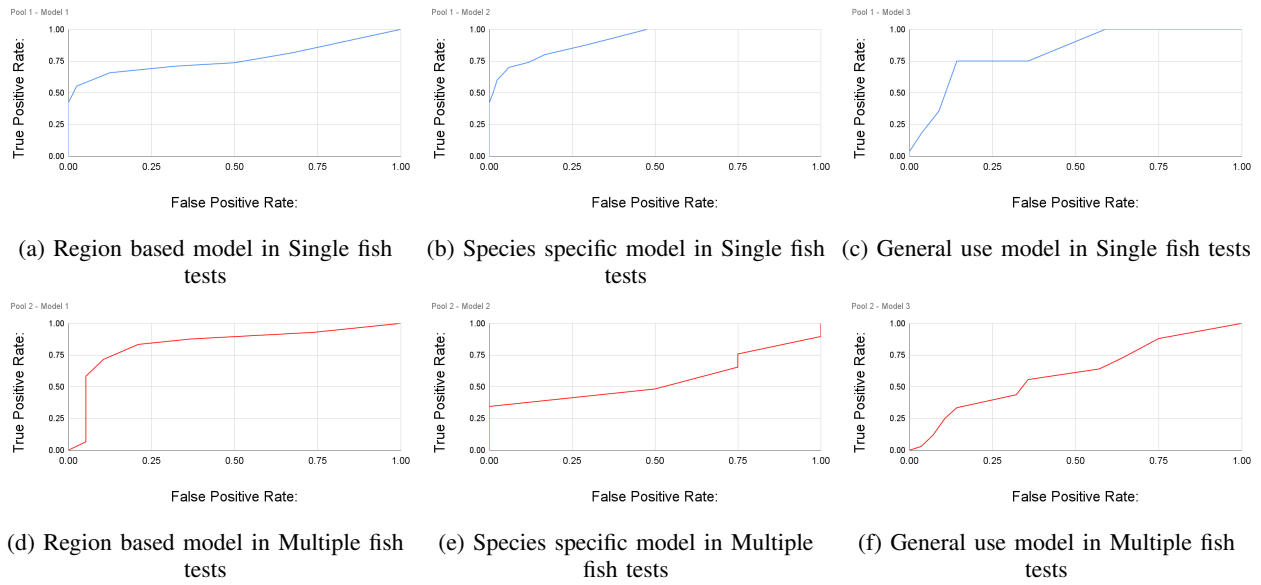 Pool 1 - Model 1
True Positive Rate:
1.00
0.75
0.50
0.25
0.00
0.00 0.25 0.50 0.75 1.00
False Positive Rate:
(a) Region based model in Single fish
tests
Pool 1 - Model 2
True Positive Rate:
1.00
0.75
0.50
0.25
0.00
0.00 0.25 0.50 0.75 1.00
False Positive Rate:
(b) Species specific model in Single fish
tests
Pool 1 - Model 3
True Positive Rate:
1.00
0.75
0.50
0.25
0.00
0.00 0.25 0.50 0.75 1.00
False Positive Rate:
(c) General use model in Single fish tests
Pool 2 - Model 1
True Positive Rate:
1.00
0.75
0.50
0.25
0.00
0.00 0.25 0.50 0.75 1.00
False Positive Rate:
(d) Region based model in Multiple fish
tests
Pool 2 - Model 2
True Positive Rate:
1.00
0.75
0.50
0.25
0.00
0.00 0.25 0.50 0.75 1.00
False Positive Rate:
(e) Species specific model in Multiple
fish tests
Pool 2 - Model 3
True Positive Rate:
1.00
0.75
0.50
0.25
0.00
0.00 0.25 0.50 0.75 1.00
False Positive Rate:
(f) General use model in Multiple fish
tests